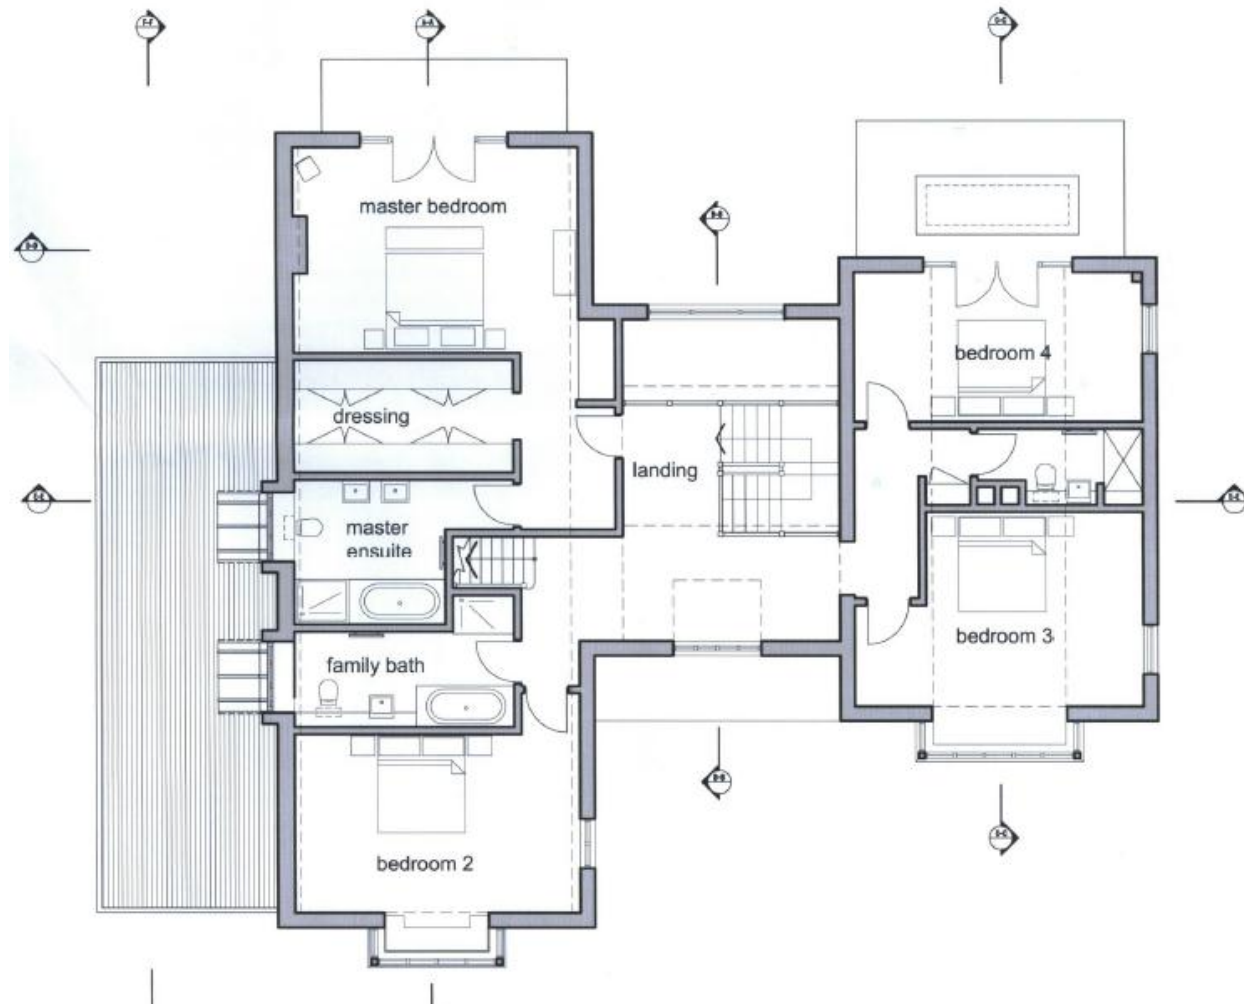 F-F
A-A
master bedroom
bedroom 4
dressing
landing
master
ensuite
family bath
bedroom 3
bedroom 2